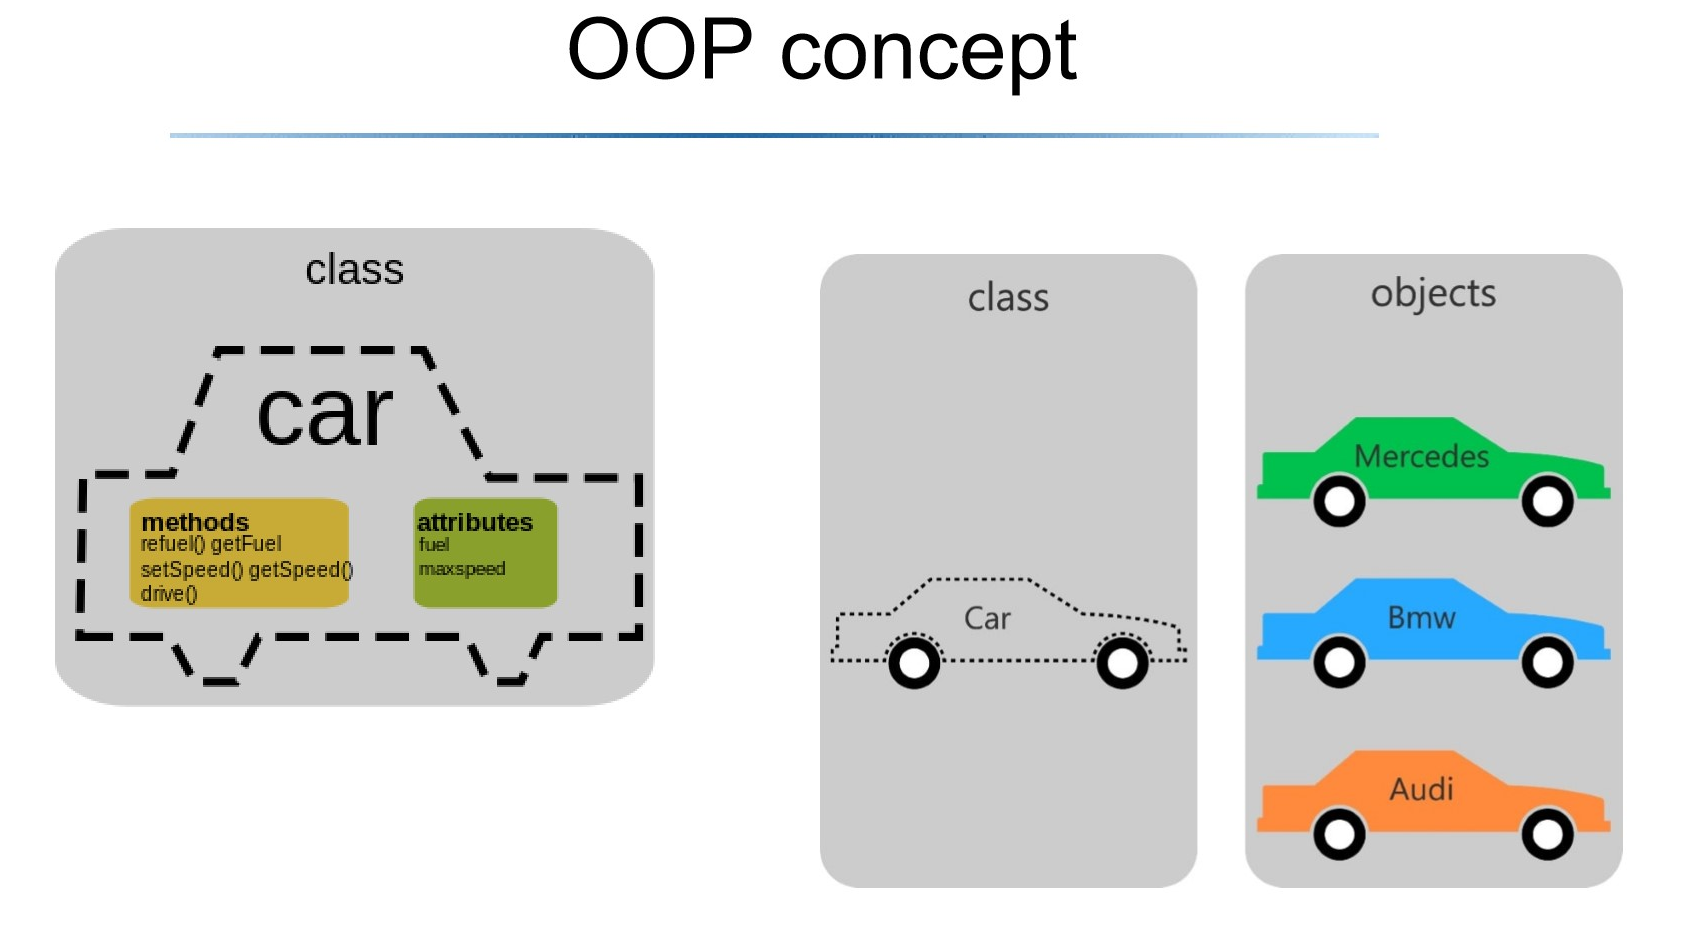 OOP concept
class
car
methods
refuel() getFuel
setSpeed() getSpeed()
drive()
attributes
fuel
maxspeed
class
Car
objects
Mercedes
Bmw
Audi